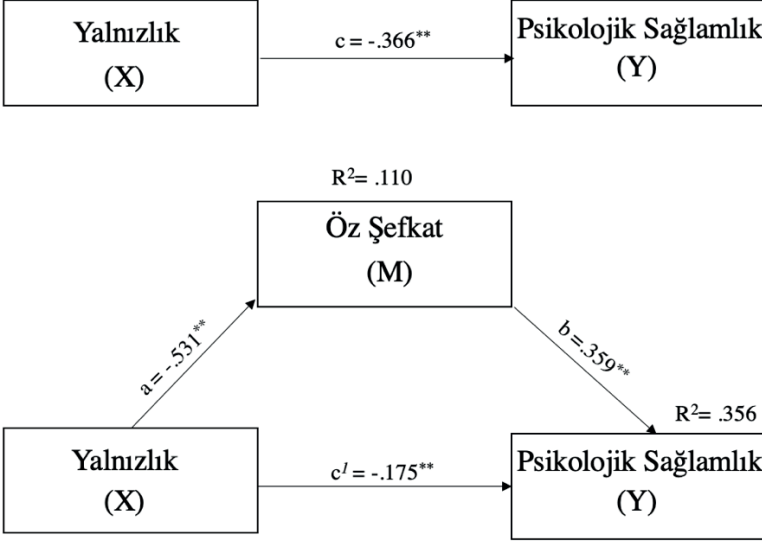 Yalnızlık
(X)
c = -.366**
Psikolojik Sağlamlık
(Y)
R²= .110
Öz Şefkat
(M)
a = -.531**
b =.359**
R²= .356
Yalnızlık
(X)
c¹ = -.175**
Psikolojik Sağlamlık
(Y)